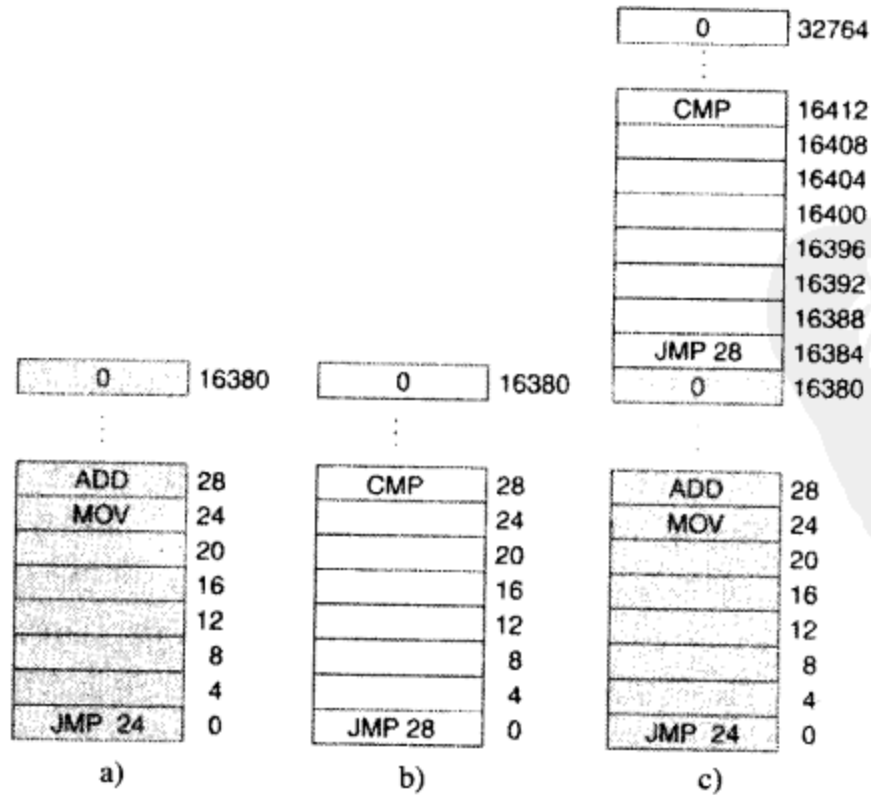 0 32764
CMP 16412
16408
16404
16400
16396
16392
16388
JMP 28 16384
0 16380
0 16380
0 16380
ADD 28
MOV 24
20
16
12
8
4
JMP 24 0
a)
CMP 28
24
20
16
12
8
4
JMP 28 0
b)
ADD 28
MOV 24
20
16
12
8
4
JMP 24 0
c)